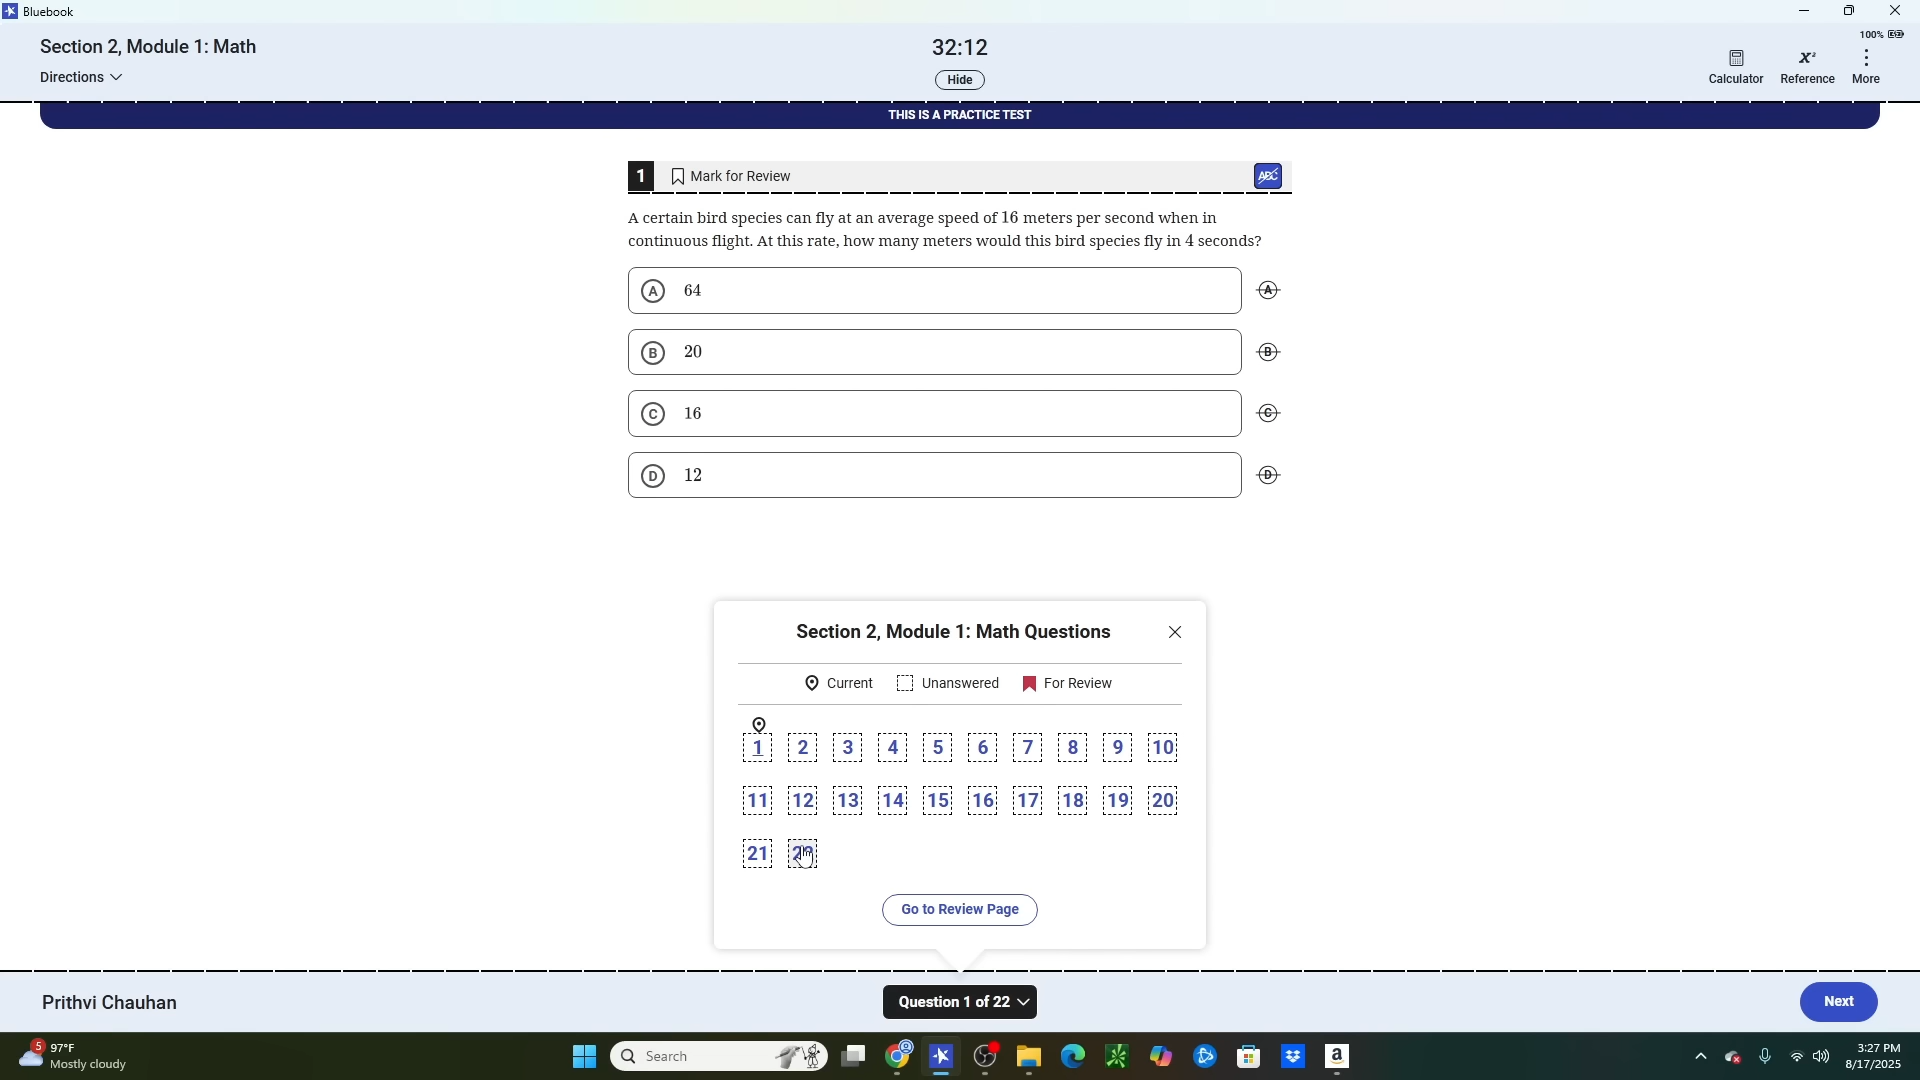 Bluebook
Section 2, Module 1: Math
Directions
32:12
Hide
100%
Calculator
Reference
More
THIS IS A PRACTICE TEST
1 Mark for Review ABC
A certain bird species can fly at an average speed of 16 meters per second when in
continuous flight. At this rate, how many meters would this bird species fly in 4 seconds?
A 64 A
B 20 B
C 16 C
D 12 D
Section 2, Module 1: Math Questions
Current Unanswered For Review
1 2 3 4 5 6 7 8 9 10
11 12 13 14 15 16 17 18 19 20
21 22
Go to Review Page
Prithvi Chauhan
Question 1 of 22
Next
5 97°F
Mostly cloudy
Search
3:27 PM
8/17/2025